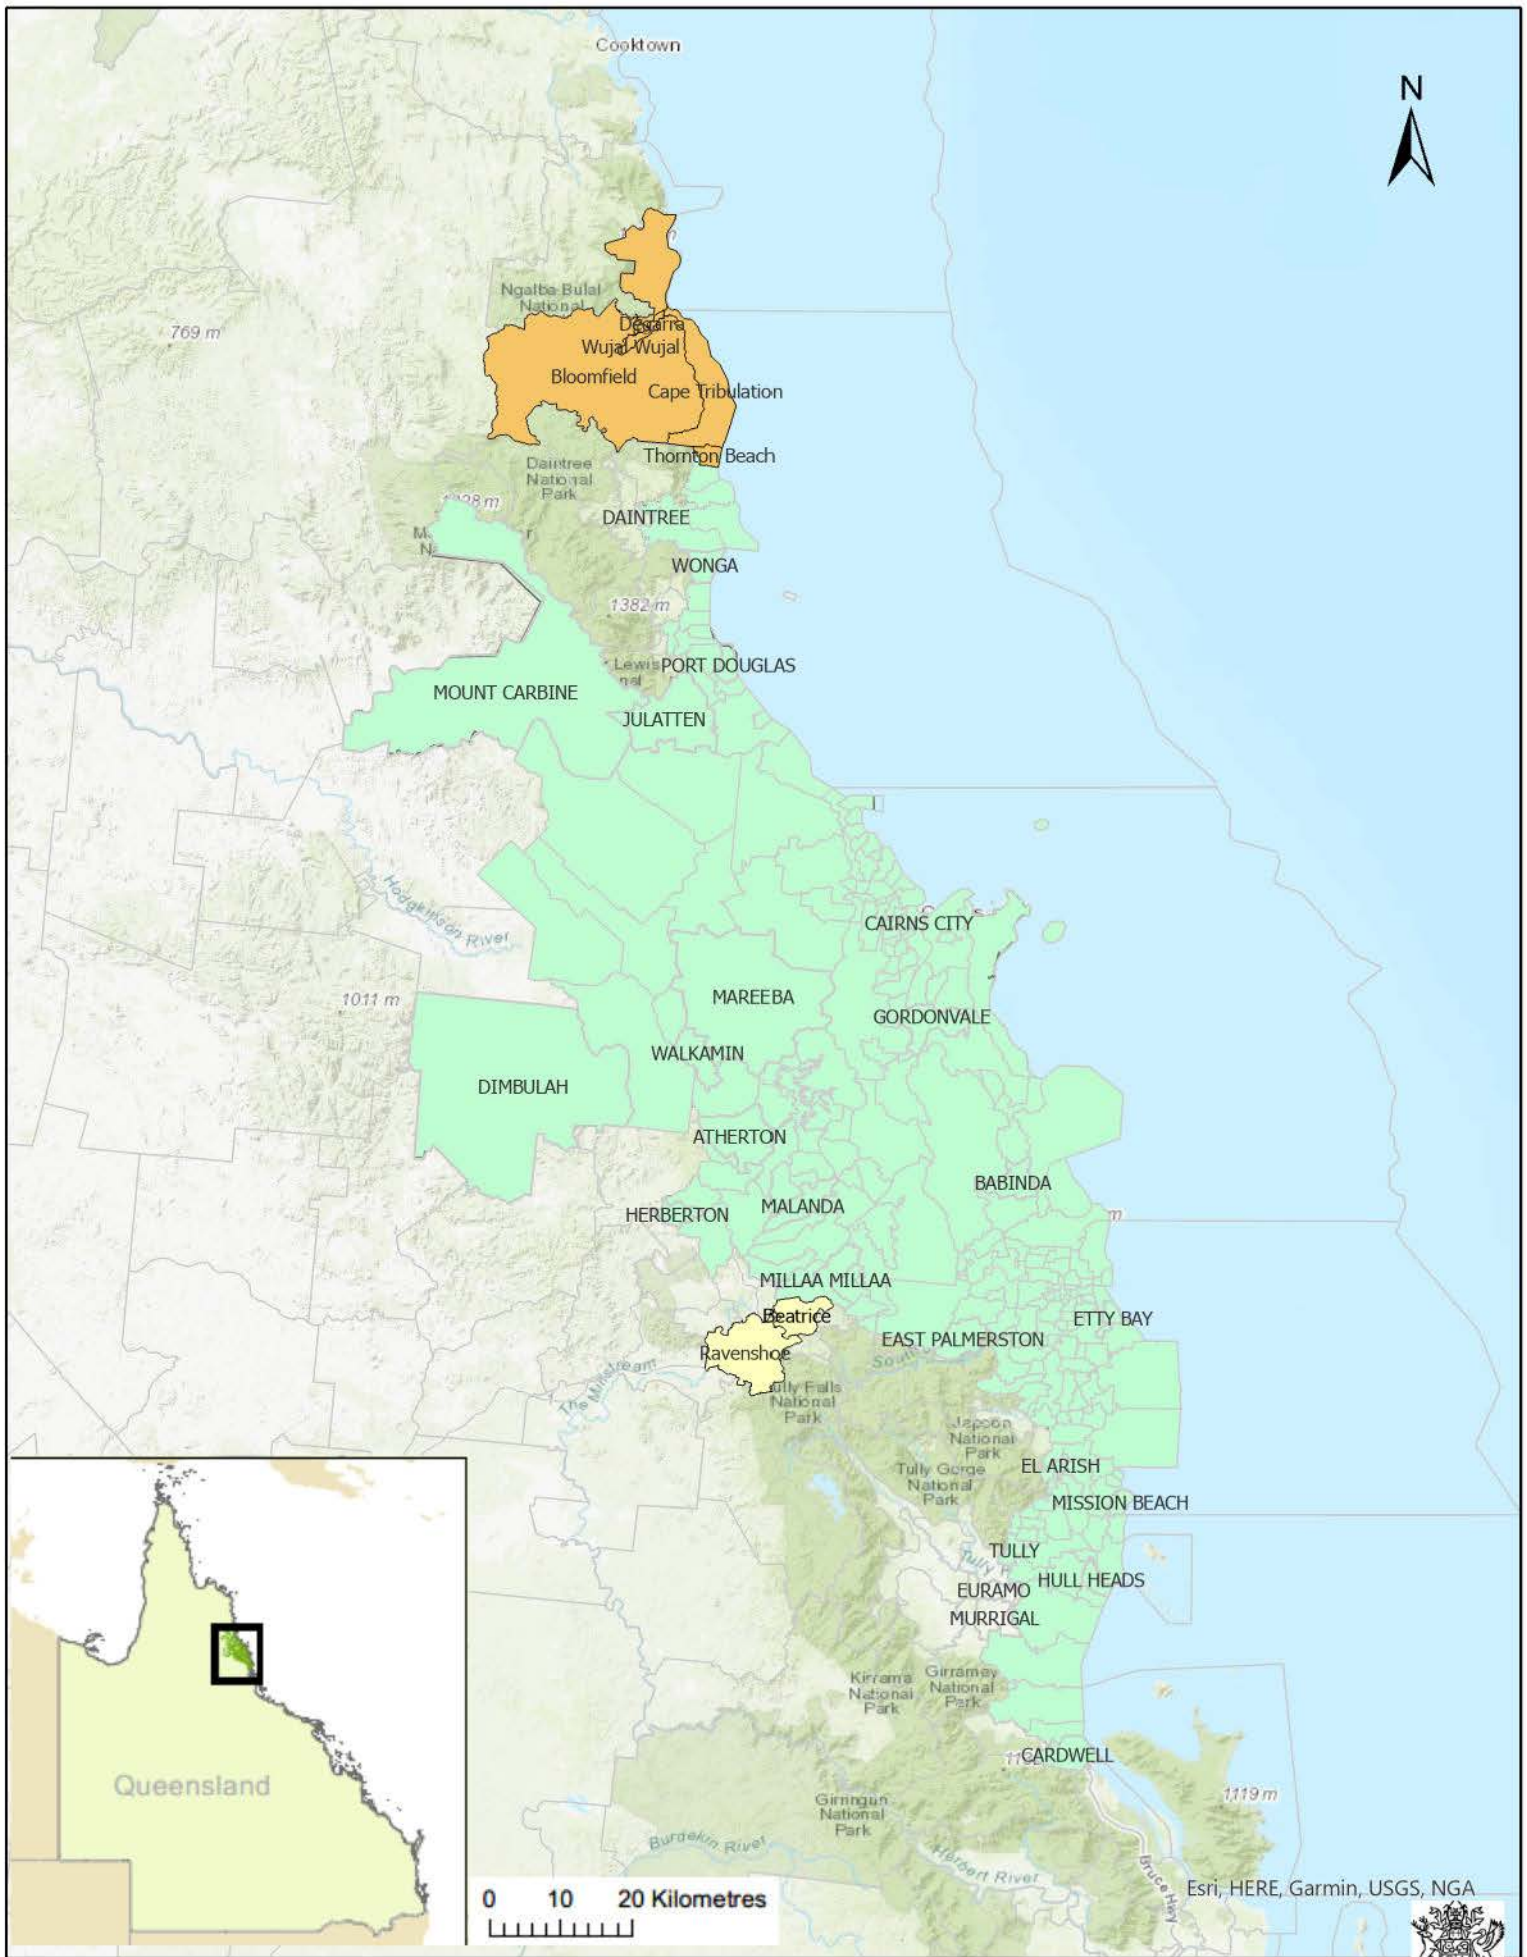 Cooktown
N
Ngalba Bulal
National
769 m
Degarra
Wujal Wujal
Bloomfield
Cape Tribulation
Thornton Beach
Daintree
National
Park
DAINTREE
WONGA
1382 m
Lewis
PORT DOUGLAS
MOUNT CARBINE
JULATTEN
Hodgkinson River
CAIRNS CITY
1011 m
MAREEBA
GORDONVALE
WALKAMIN
DIMBULAH
ATHERTON
BABINDA
MALANDA
HERBERTON
MILLAA MILLAA
Beatrice
ETTY BAY
EAST PALMERSTON
Ravenshoe
The Millstream
Tully Falls
National
Park
Japoon
National
Park
EL ARISH
Tully Gorge
National
Park
MISSION BEACH
TULLY
HULL HEADS
EURAMO
MURRIGAL
Kirrama
National
Park
Girramay
National
Park
CARDWELL
Queensland
1119 m
Girringun
National
Park
Burdekin River
Herbert River
Bruce Hwy
Esri, HERE, Garmin, USGS, NGA
0 10 20 Kilometres